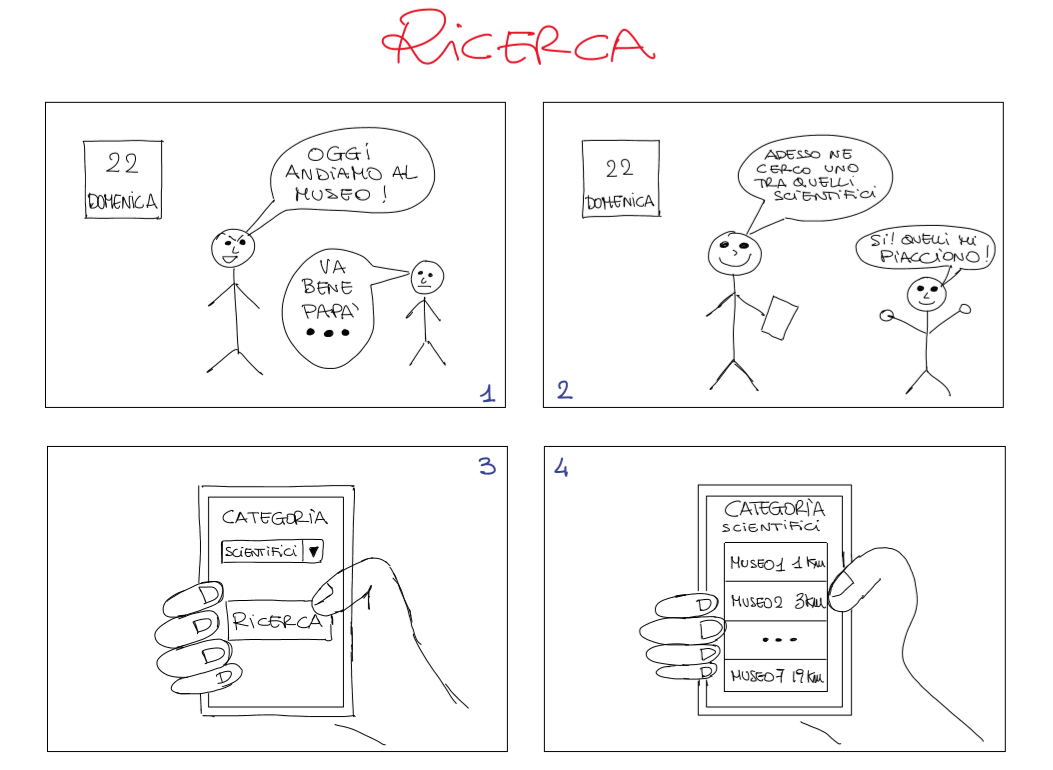 RICERCA
22
DOMENICA
OGGI
ANDIAMO AL
MUSEO!
VA
BENE
PAPA'
...
1
22
DOMENICA
ADESSO NE
CERCO UNO
TRA QUELLI
SCIENTIFICI
SI! QUELLI MI
PIACCIONO!
2
3
CATEGORIA
SCIENTIFICI ▼
RICERCA
4
CATEGORIA
SCIENTIFICI
MUSEO1 1 Km
MUSEO2 3Km
...
MUSEO7 19 Km